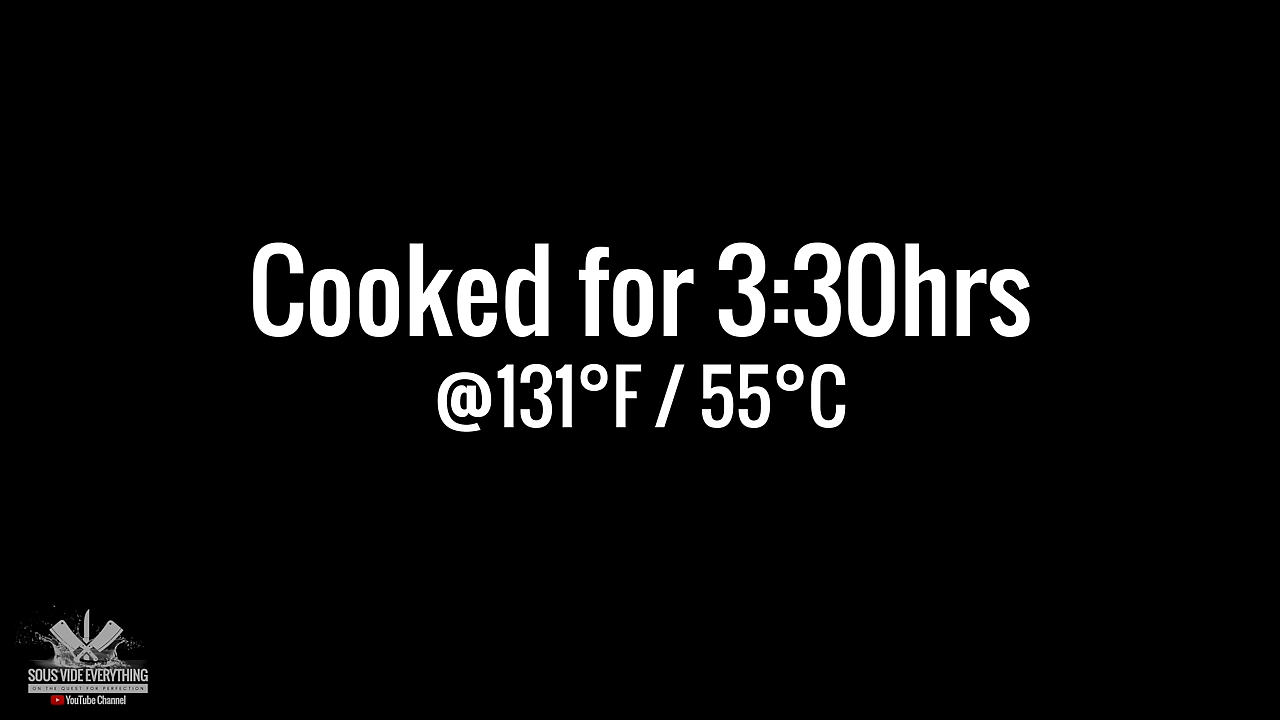 Cooked for 3:30hrs
@131°F / 55°C
SOUS VIDE EVERYTHING
ON THE QUEST FOR PERFECTION
YouTube Channel